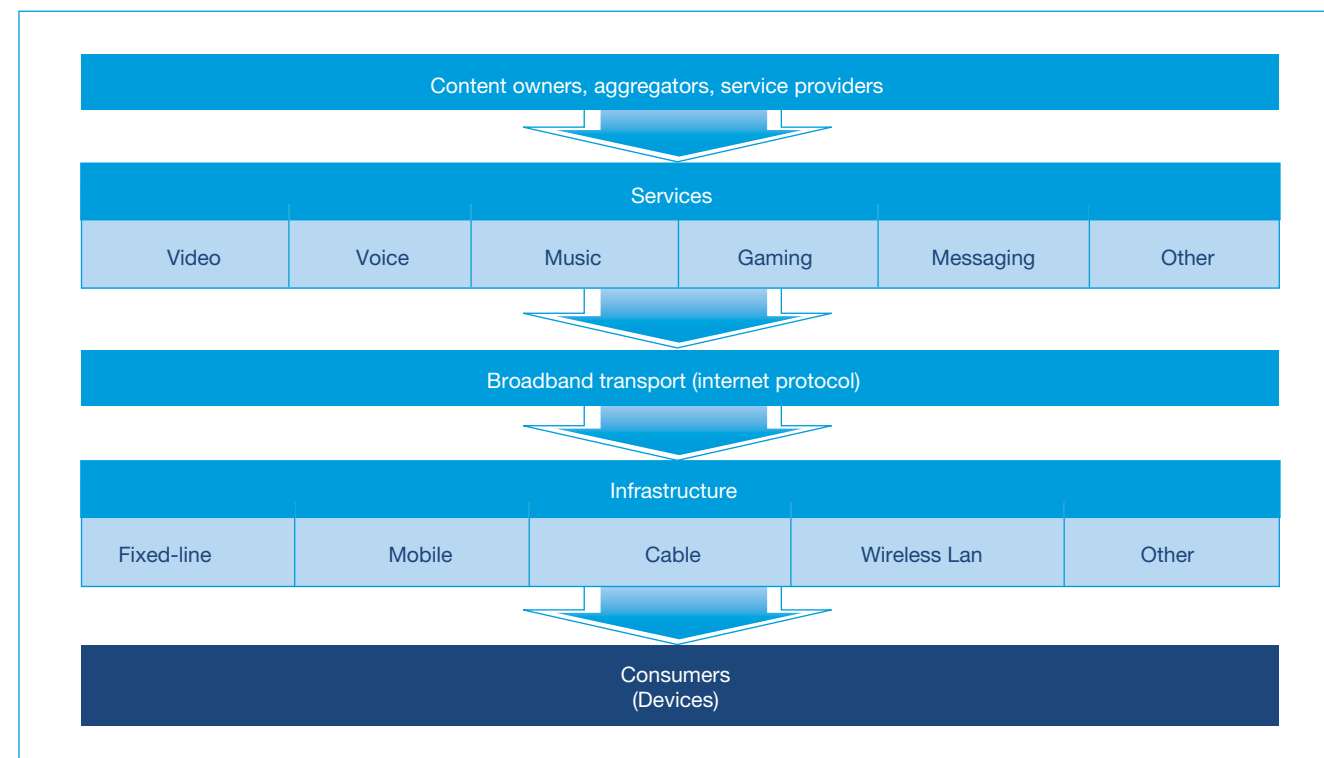 Content owners, aggregators, service providers
Services
Video Voice Music Gaming Messaging Other
Broadband transport (internet protocol)
Infrastructure
Fixed-line Mobile Cable Wireless Lan Other
Consumers
(Devices)